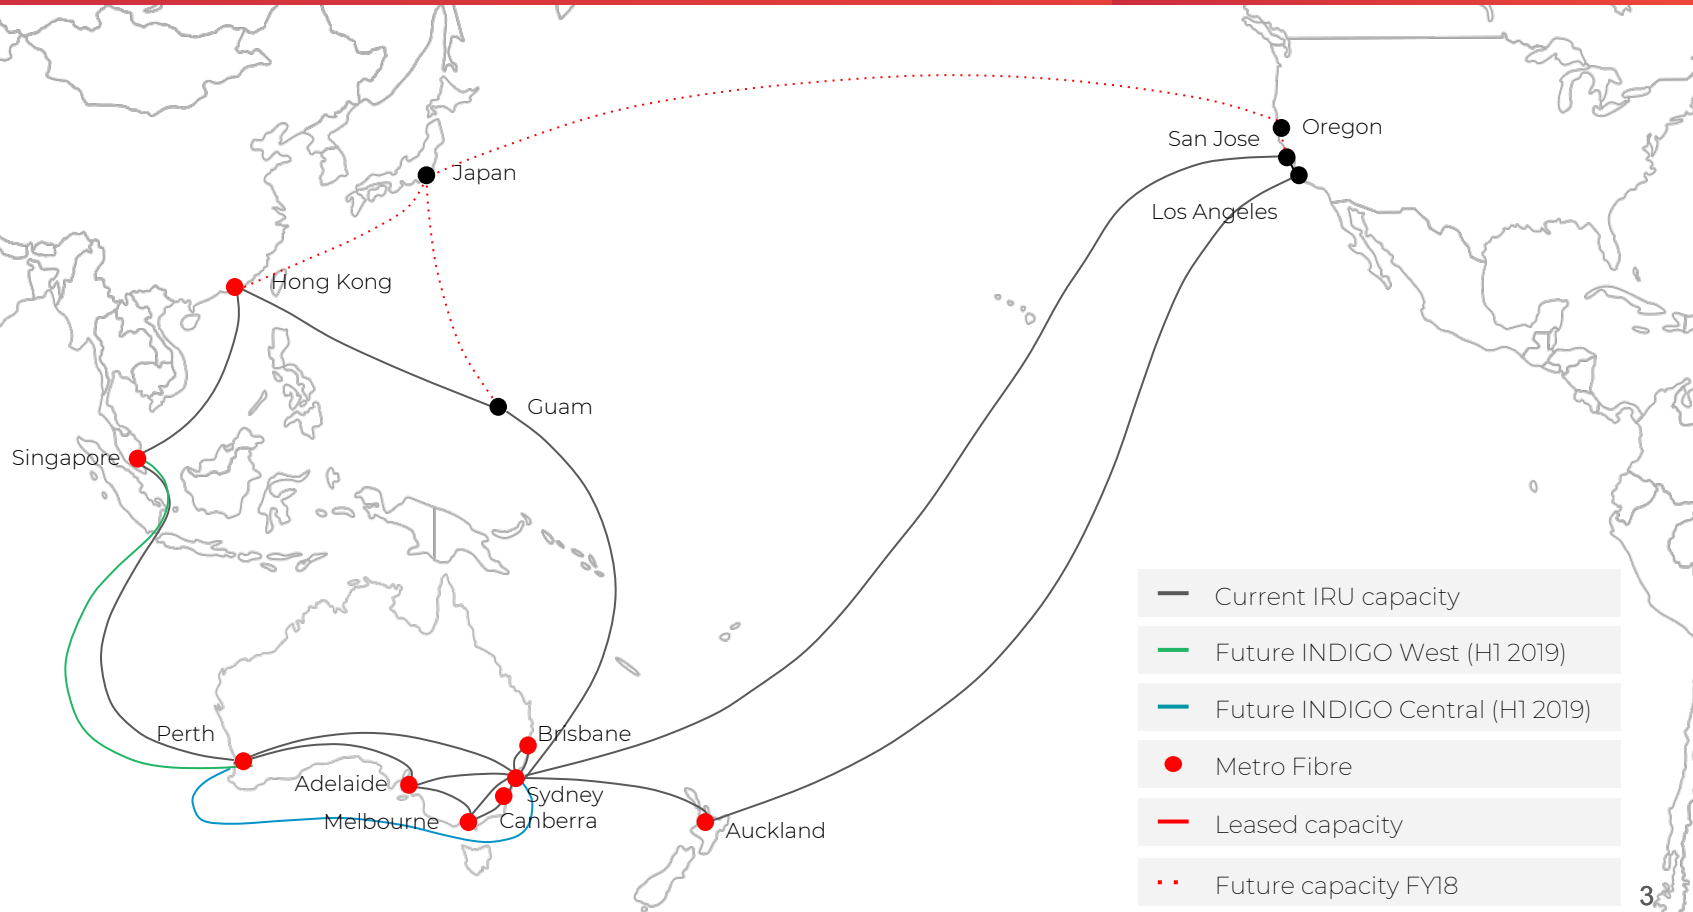 Oregon
San Jose
Japan
Los Angeles
Hong Kong
Guam
Singapore
Perth
Brisbane
Adelaide
Sydney
Melbourne
Canberra
Auckland
Current IRU capacity
Future INDIGO West (H1 2019)
Future INDIGO Central (H1 2019)
Metro Fibre
Leased capacity
Future capacity FY18
3